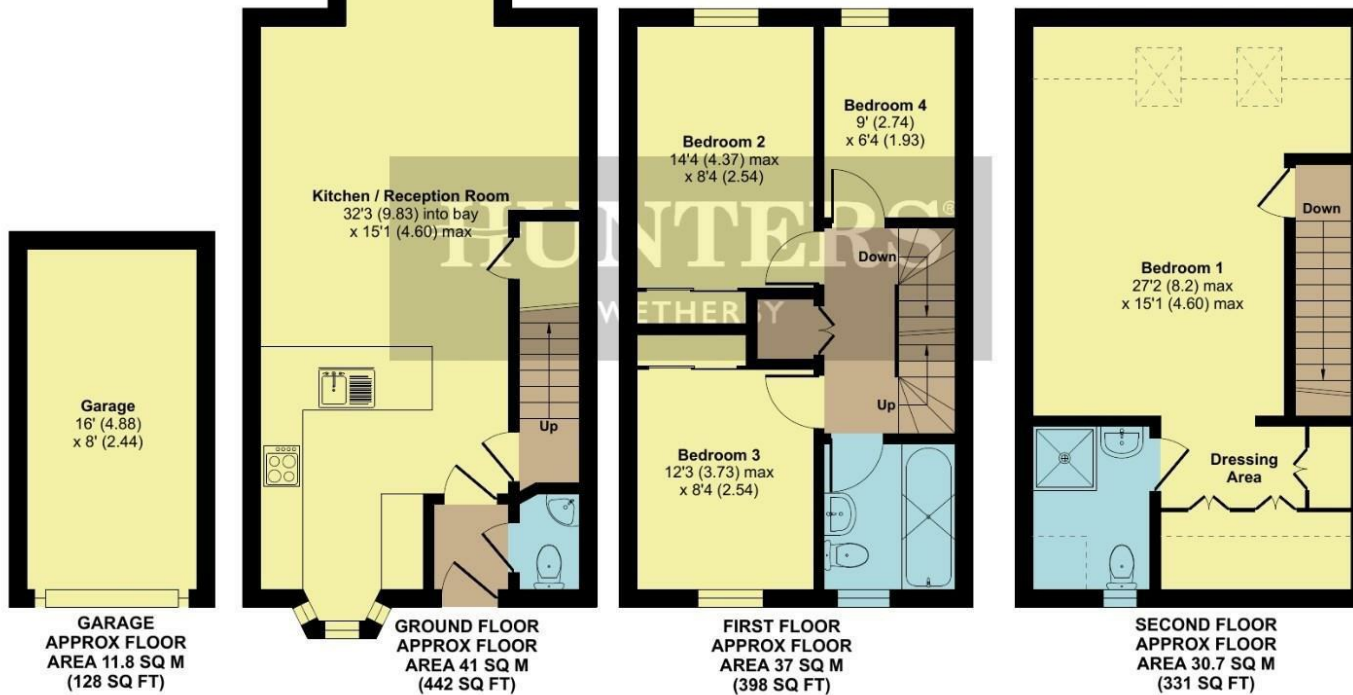 Garage
16' (4.88)
x 8' (2.44)
GARAGE
APPROX FLOOR
AREA 11.8 SQ M
(128 SQ FT)
Kitchen / Reception Room
32'3 (9.83) into bay
x 15'1 (4.60) max
Up
GROUND FLOOR
APPROX FLOOR
AREA 41 SQ M
(442 SQ FT)
Bedroom 2
14'4 (4.37) max
x 8'4 (2.54)
Bedroom 4
9' (2.74)
x 6'4 (1.93)
HUNTERS®
WETHERBY
Down
Up
Bedroom 3
12'3 (3.73) max
x 8'4 (2.54)
FIRST FLOOR
APPROX FLOOR
AREA 37 SQ M
(398 SQ FT)
Down
Bedroom 1
27'2 (8.2) max
x 15'1 (4.60) max
Dressing
Area
SECOND FLOOR
APPROX FLOOR
AREA 30.7 SQ M
(331 SQ FT)